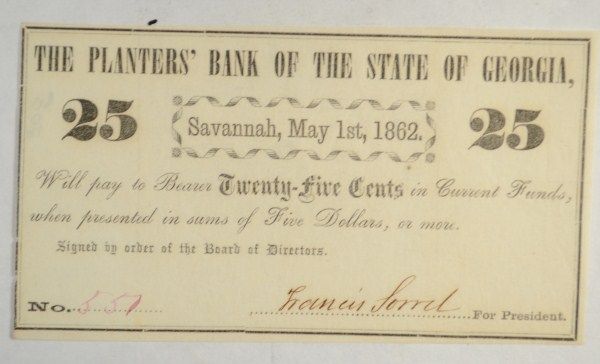 THE PLANTERS' BANK OF THE STATE OF GEORGIA,
25 Savannah, May 1st, 1862. 25
Will pay to Bearer Twenty-Five Cents in Current Funds,
when presented in sums of Five Dollars, or more.
Signed by order of the Board of Directors.
No. 551 Francis Sorrel For President.